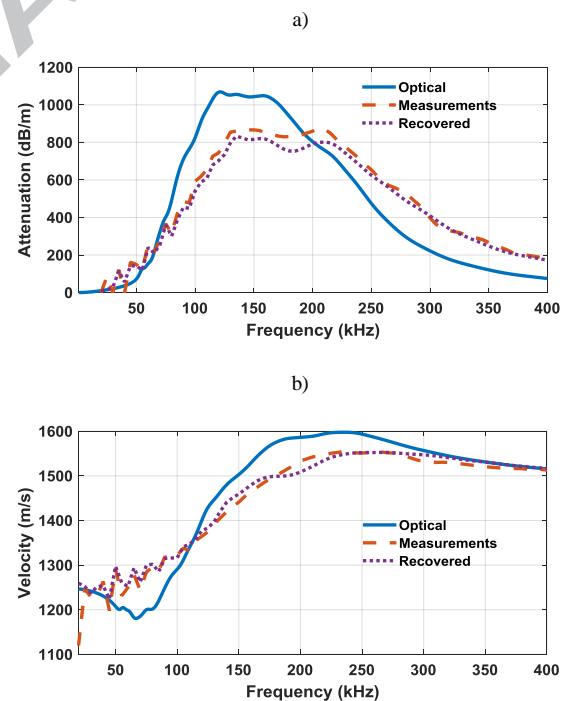 a)
1200
1000
800
600
400
200
0
Attenuation (dB/m)
Optical
Measurements
Recovered
50 100 150 200 250 300 350 400
Frequency (kHz)
b)
1600
1500
1400
1300
1200
1100
Velocity (m/s)
Optical
Measurements
Recovered
50 100 150 200 250 300 350 400
Frequency (kHz)